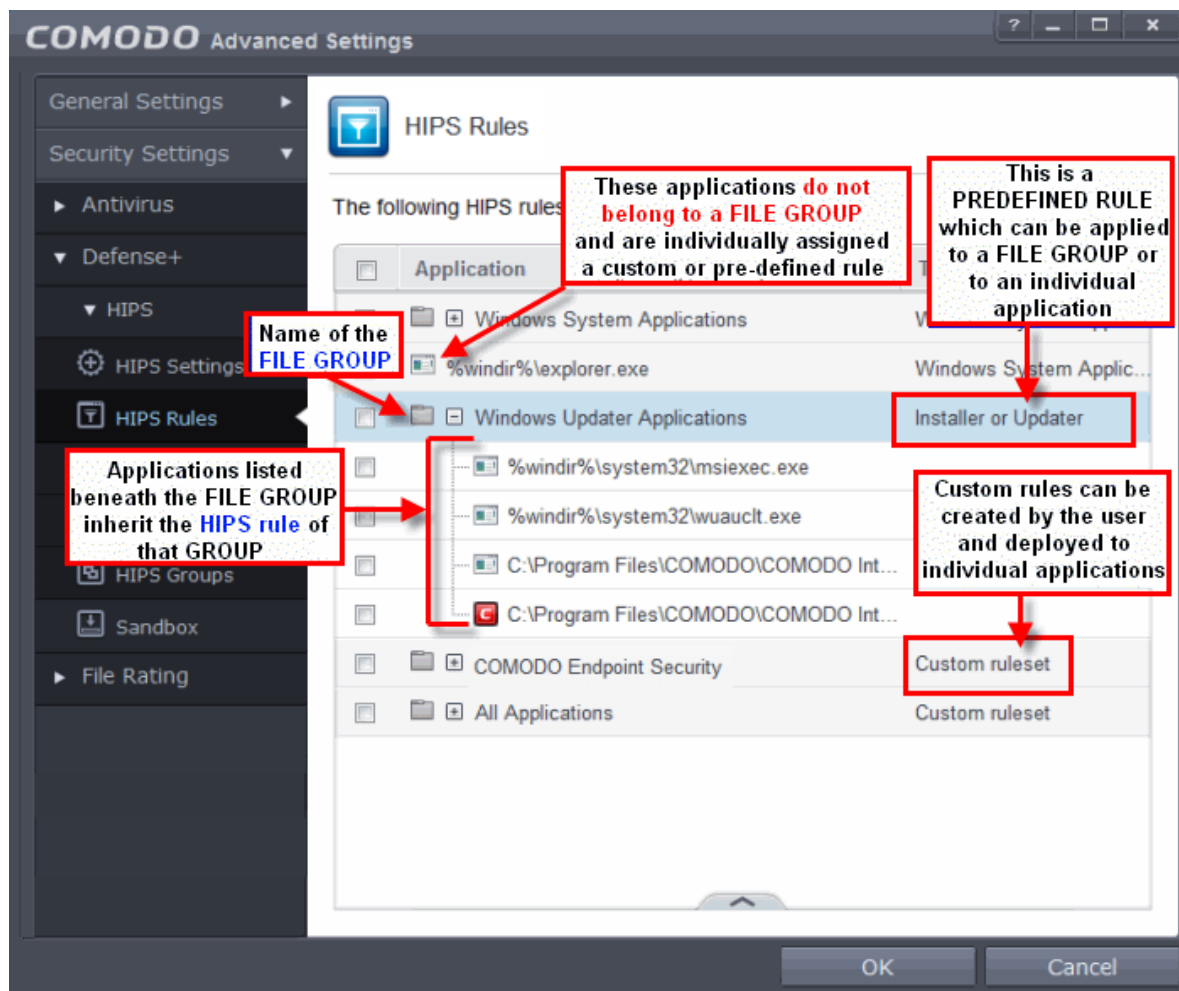 COMODO Advanced Settings
?
General Settings
Security Settings
Antivirus
Defense+
HIPS
HIPS Settings
HIPS Rules
HIPS Groups
Sandbox
File Rating
HIPS Rules
The following HIPS rules
These applications do not
belong to a FILE GROUP
and are individually assigned
a custom or pre-defined rule
This is a
PREDEFINED RULE
which can be applied
to a FILE GROUP or
to an individual
application
Name of the
FILE GROUP
Applications listed
beneath the FILE GROUP
inherit the HIPS rule of
that GROUP
Custom rules can be
created by the user
and deployed to
individual applications
Application
Windows System Applications
%windir%\explorer.exe Windows System Applic...
Windows Updater Applications Installer or Updater
%windir%\system32\msiexec.exe
%windir%\system32\wuauclt.exe
C:\Program Files\COMODO\COMODO Int...
C:\Program Files\COMODO\COMODO Int...
COMODO Endpoint Security Custom ruleset
All Applications Custom ruleset
OK Cancel